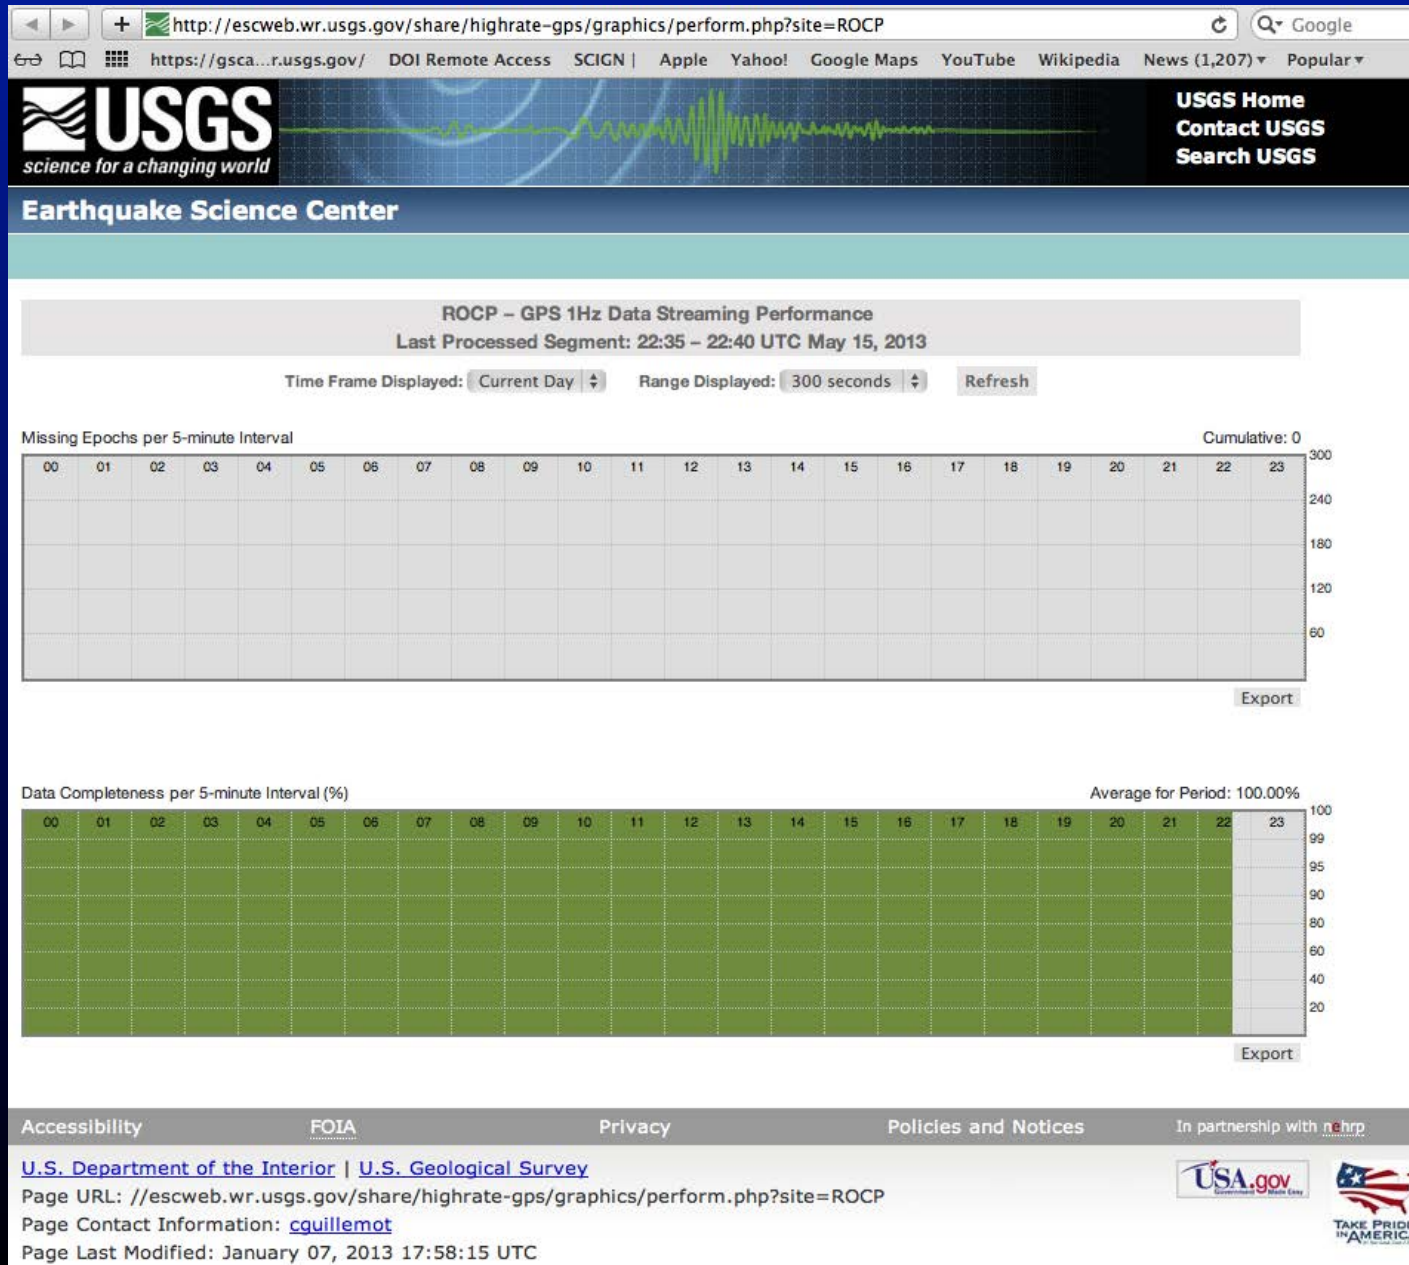 http://escweb.wr.usgs.gov/share/highrate-gps/graphics/perform.php?site=ROCP Google
https://gsca...r.usgs.gov/ DOI Remote Access SCIGN | Apple Yahoo! Google Maps YouTube Wikipedia News (1,207) Popular
USGS
science for a changing world
USGS Home
Contact USGS
Search USGS
Earthquake Science Center
ROCP – GPS 1Hz Data Streaming Performance
Last Processed Segment: 22:35 – 22:40 UTC May 15, 2013
Time Frame Displayed: Current Day Range Displayed: 300 seconds Refresh
Missing Epochs per 5-minute Interval Cumulative: 0
00 01 02 03 04 05 06 07 08 09 10 11 12 13 14 15 16 17 18 19 20 21 22 23
300
240
180
120
60
Export
Data Completeness per 5-minute Interval (%) Average for Period: 100.00%
00 01 02 03 04 05 06 07 08 09 10 11 12 13 14 15 16 17 18 19 20 21 22 23
100
99
95
90
80
60
40
20
Export
Accessibility FOIA Privacy Policies and Notices In partnership with nehrp
U.S. Department of the Interior | U.S. Geological Survey
Page URL: //escweb.wr.usgs.gov/share/highrate-gps/graphics/perform.php?site=ROCP
Page Contact Information: cguillemot
Page Last Modified: January 07, 2013 17:58:15 UTC
USA.gov
Government Made Easy
TAKE PRIDE
IN AMERICA